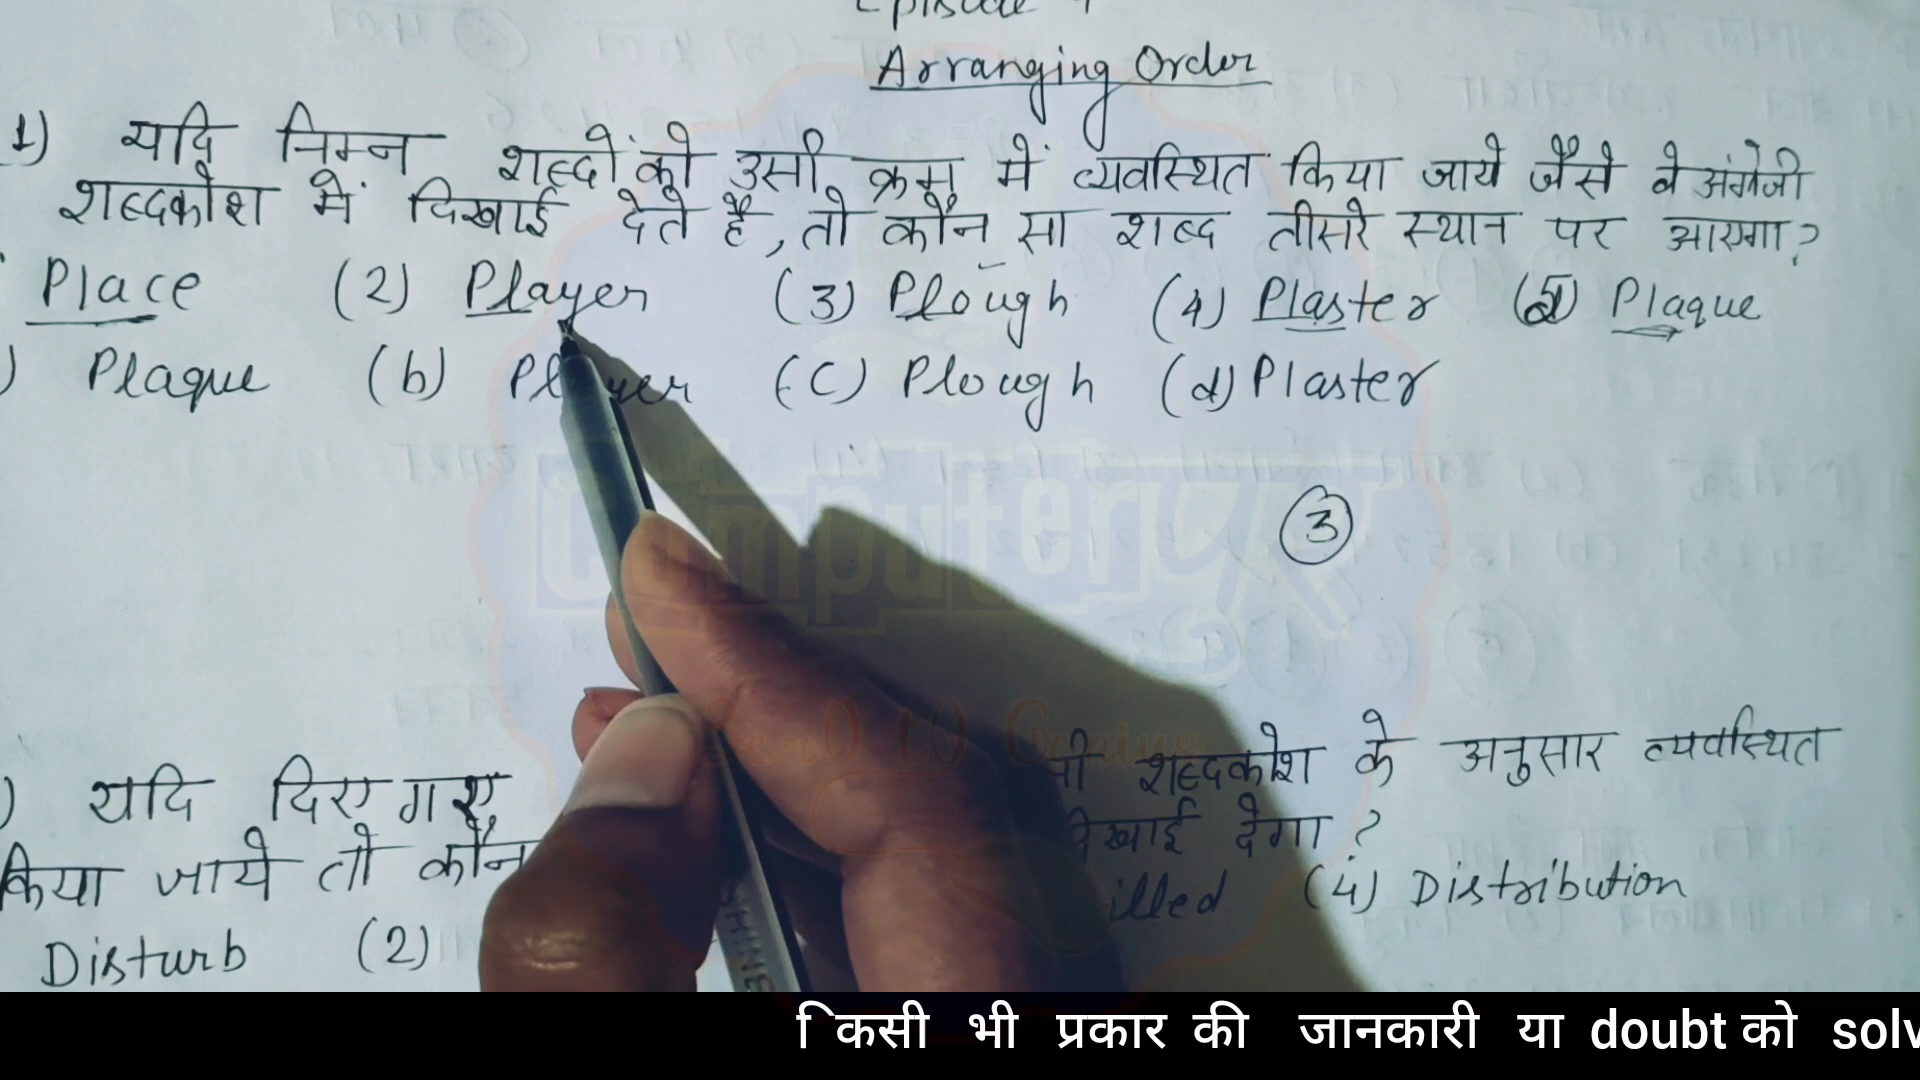 Arranging Order
1) यदि निम्न शब्दों को उसी क्रम में व्यवस्थित किया जाये जैसे वे अंग्रेजी
शब्दकोश में दिखाई देते है, तो कौन सा शब्द तीसरे स्थान पर आएगा?
Place (2) Player (3) Plough (4) Plaster (5) Plaque
) Plaque (b) (c) Plough (d) Plaster
3
Computer
) यदि दिए गए शब्दकोश के अनुसार व्यवस्थित
किया जाये तो कौन देगा?
Disturb (2) illed (4) Distribution
किसी भी प्रकार की जानकारी या doubt को solv